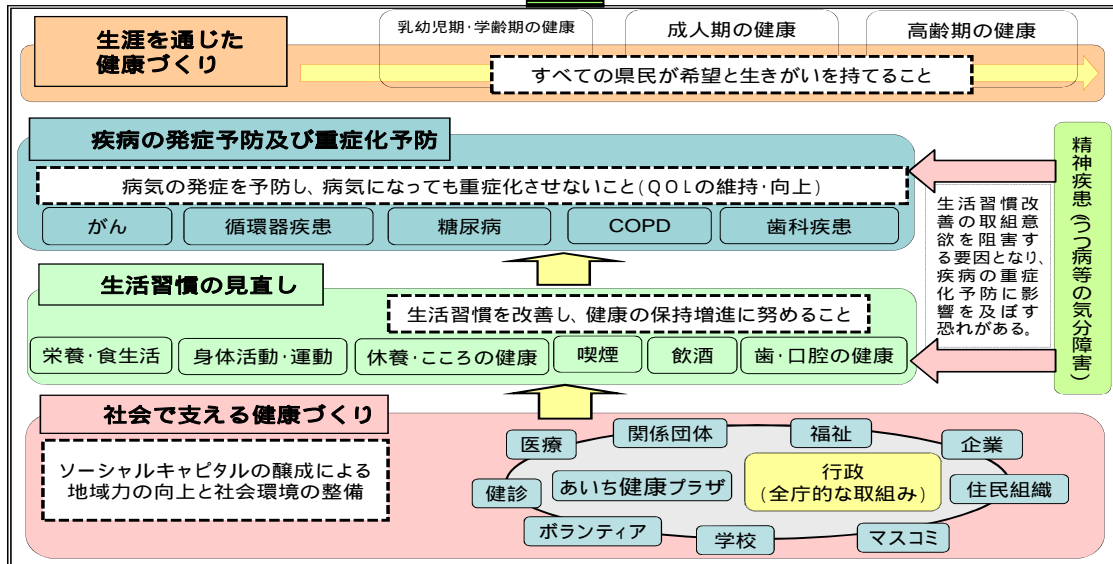 生涯を通じた
健康づくり
乳幼児期・学齢期の健康
成人期の健康
高齢期の健康
すべての県民が希望と生きがいを持てること
疾病の発症予防及び重症化予防
病気の発症を予防し、病気になっても重症化させないこと(QOLの維持・向上)
がん
循環器疾患
糖尿病
COPD
歯科疾患
生活習慣の見直し
生活習慣を改善し、健康の保持増進に努めること
栄養・食生活
身体活動・運動
休養・こころの健康
喫煙
飲酒
歯・口腔の健康
精神疾患(うつ病等の気分障害)
生活習慣改
善の取組意
欲を阻害す
る要因となり、
疾病の重症
化予防に影
響を及ぼす
恐れがある。
社会で支える健康づくり
ソーシャルキャピタルの醸成による
地域力の向上と社会環境の整備
医療
関係団体
福祉
企業
健診
あいち健康プラザ
行政
(全庁的な取組み)
住民組織
ボランティア
学校
マスコミ